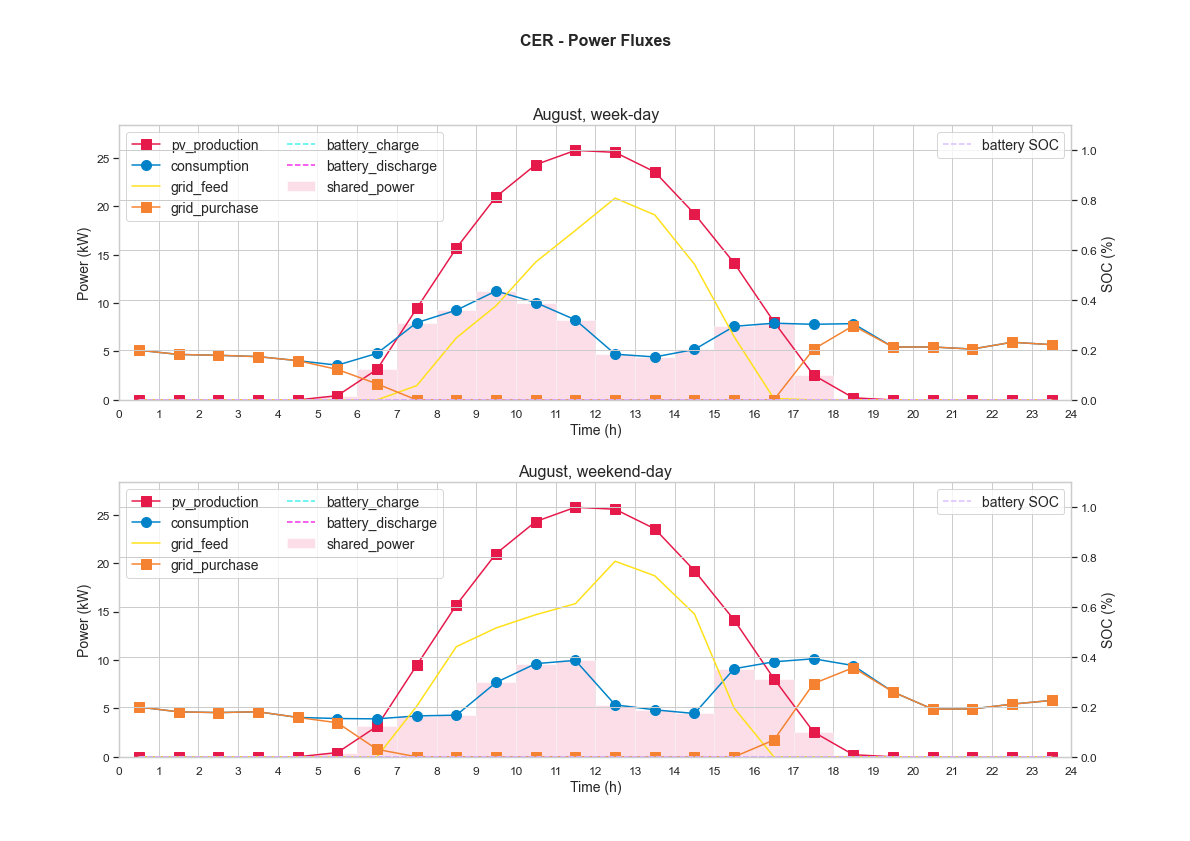 CER - Power Fluxes
August, week-day
pv_production
consumption
grid_feed
grid_purchase
battery_charge
battery_discharge
shared_power
battery SOC
Power (kW)
0
5
10
15
20
25
SOC (%)
0.0
0.2
0.4
0.6
0.8
1.0
0 1 2 3 4 5 6 7 8 9 10 11 12 13 14 15 16 17 18 19 20 21 22 23 24
Time (h)
August, weekend-day
pv_production
consumption
grid_feed
grid_purchase
battery_charge
battery_discharge
shared_power
battery SOC
Power (kW)
0
5
10
15
20
25
SOC (%)
0.0
0.2
0.4
0.6
0.8
1.0
0 1 2 3 4 5 6 7 8 9 10 11 12 13 14 15 16 17 18 19 20 21 22 23 24
Time (h)